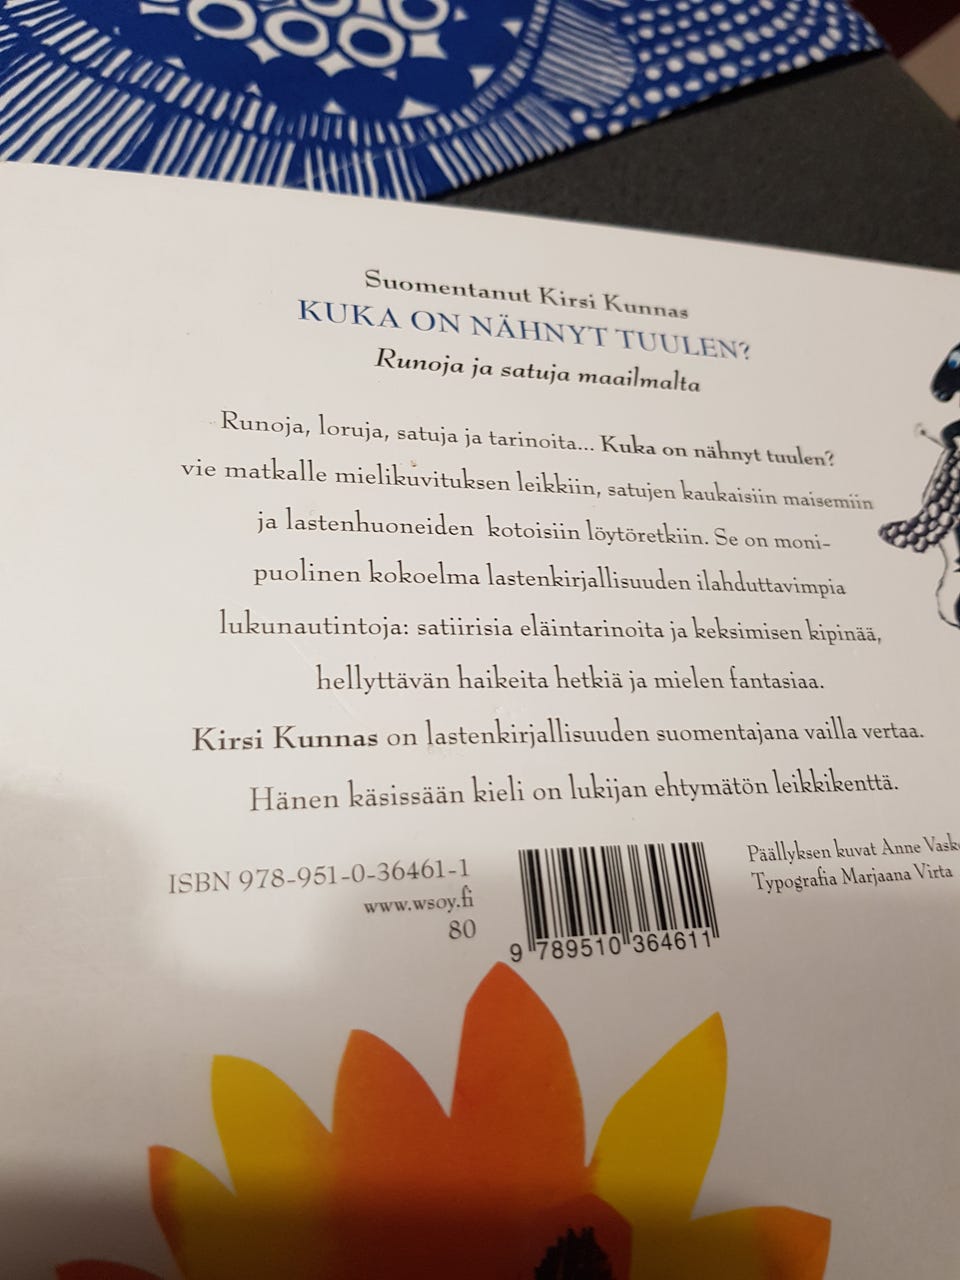 Suomentanut Kirsi Kunnas
KUKA ON NÄHNYT TUULEN?
Runoja ja satuja maailmalta
Runoja, loruja, satuja ja tarinoita... Kuka on nähnyt tuulen?
vie matkalle mielikuvituksen leikkiin, satujen kaukaisiin maisemiin
ja lastenhuoneiden kotoisiin löytöretkiin. Se on moni-
puolinen kokoelma lastenkirjallisuuden ilahduttavimpia
lukunautintoja: satiirisia eläintarinoita ja keksimisen kipinää,
hellyttävän haikeita hetkiä ja mielen fantasiaa.
Kirsi Kunnas on lastenkirjallisuuden suomentajana vailla vertaa.
Hänen käsissään kieli on lukijan ehtymätön leikkikenttä.
ISBN 978-951-0-36461-1
www.wsoy.fi
80
9 789510 364611
Päällyksen kuvat Anne
Typografia Marjaana Virta